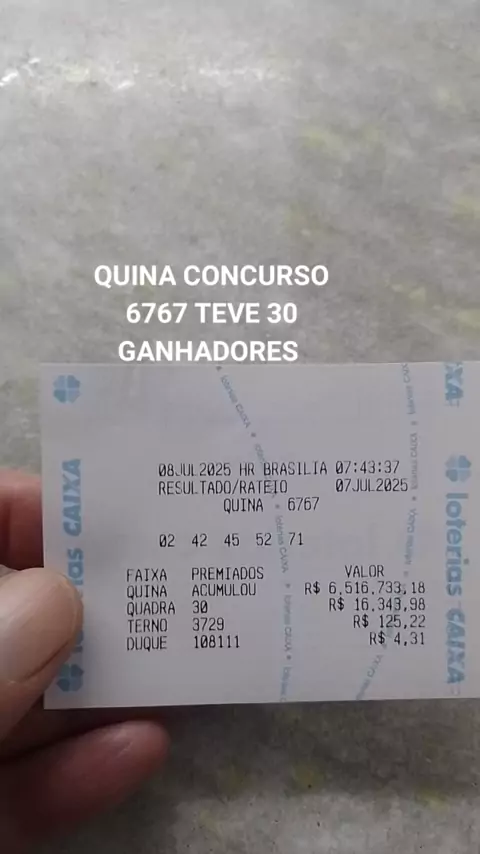 QUINA CONCURSO
6767 TEVE 30
GANHADORES
08JUL2025 HR BRASILIA 07:43:37
RESULTADO/RATEIO 07JUL2025
QUINA 6767
02 42 45 52 71
FAIXA PREMIADOS VALOR
QUINA ACUMULOU R$ 6,516,733,18
QUADRA 30 R$ 16,343,98
TERNO 3729 R$ 125,22
DUQUE 108111 R$ 4,31
loterias CAIXA
loterias CAIXA